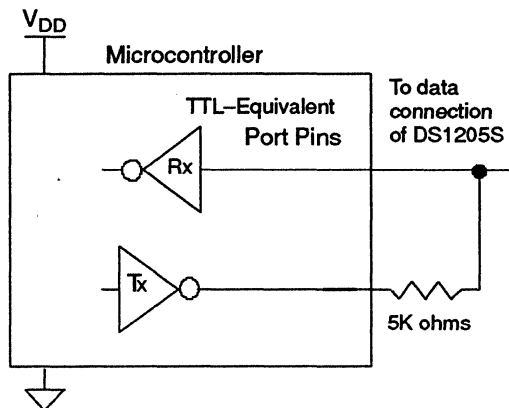 VDD
Microcontroller
TTL–Equivalent
Port Pins
To data
connection
of DS1205S
Rx
Tx
5K ohms